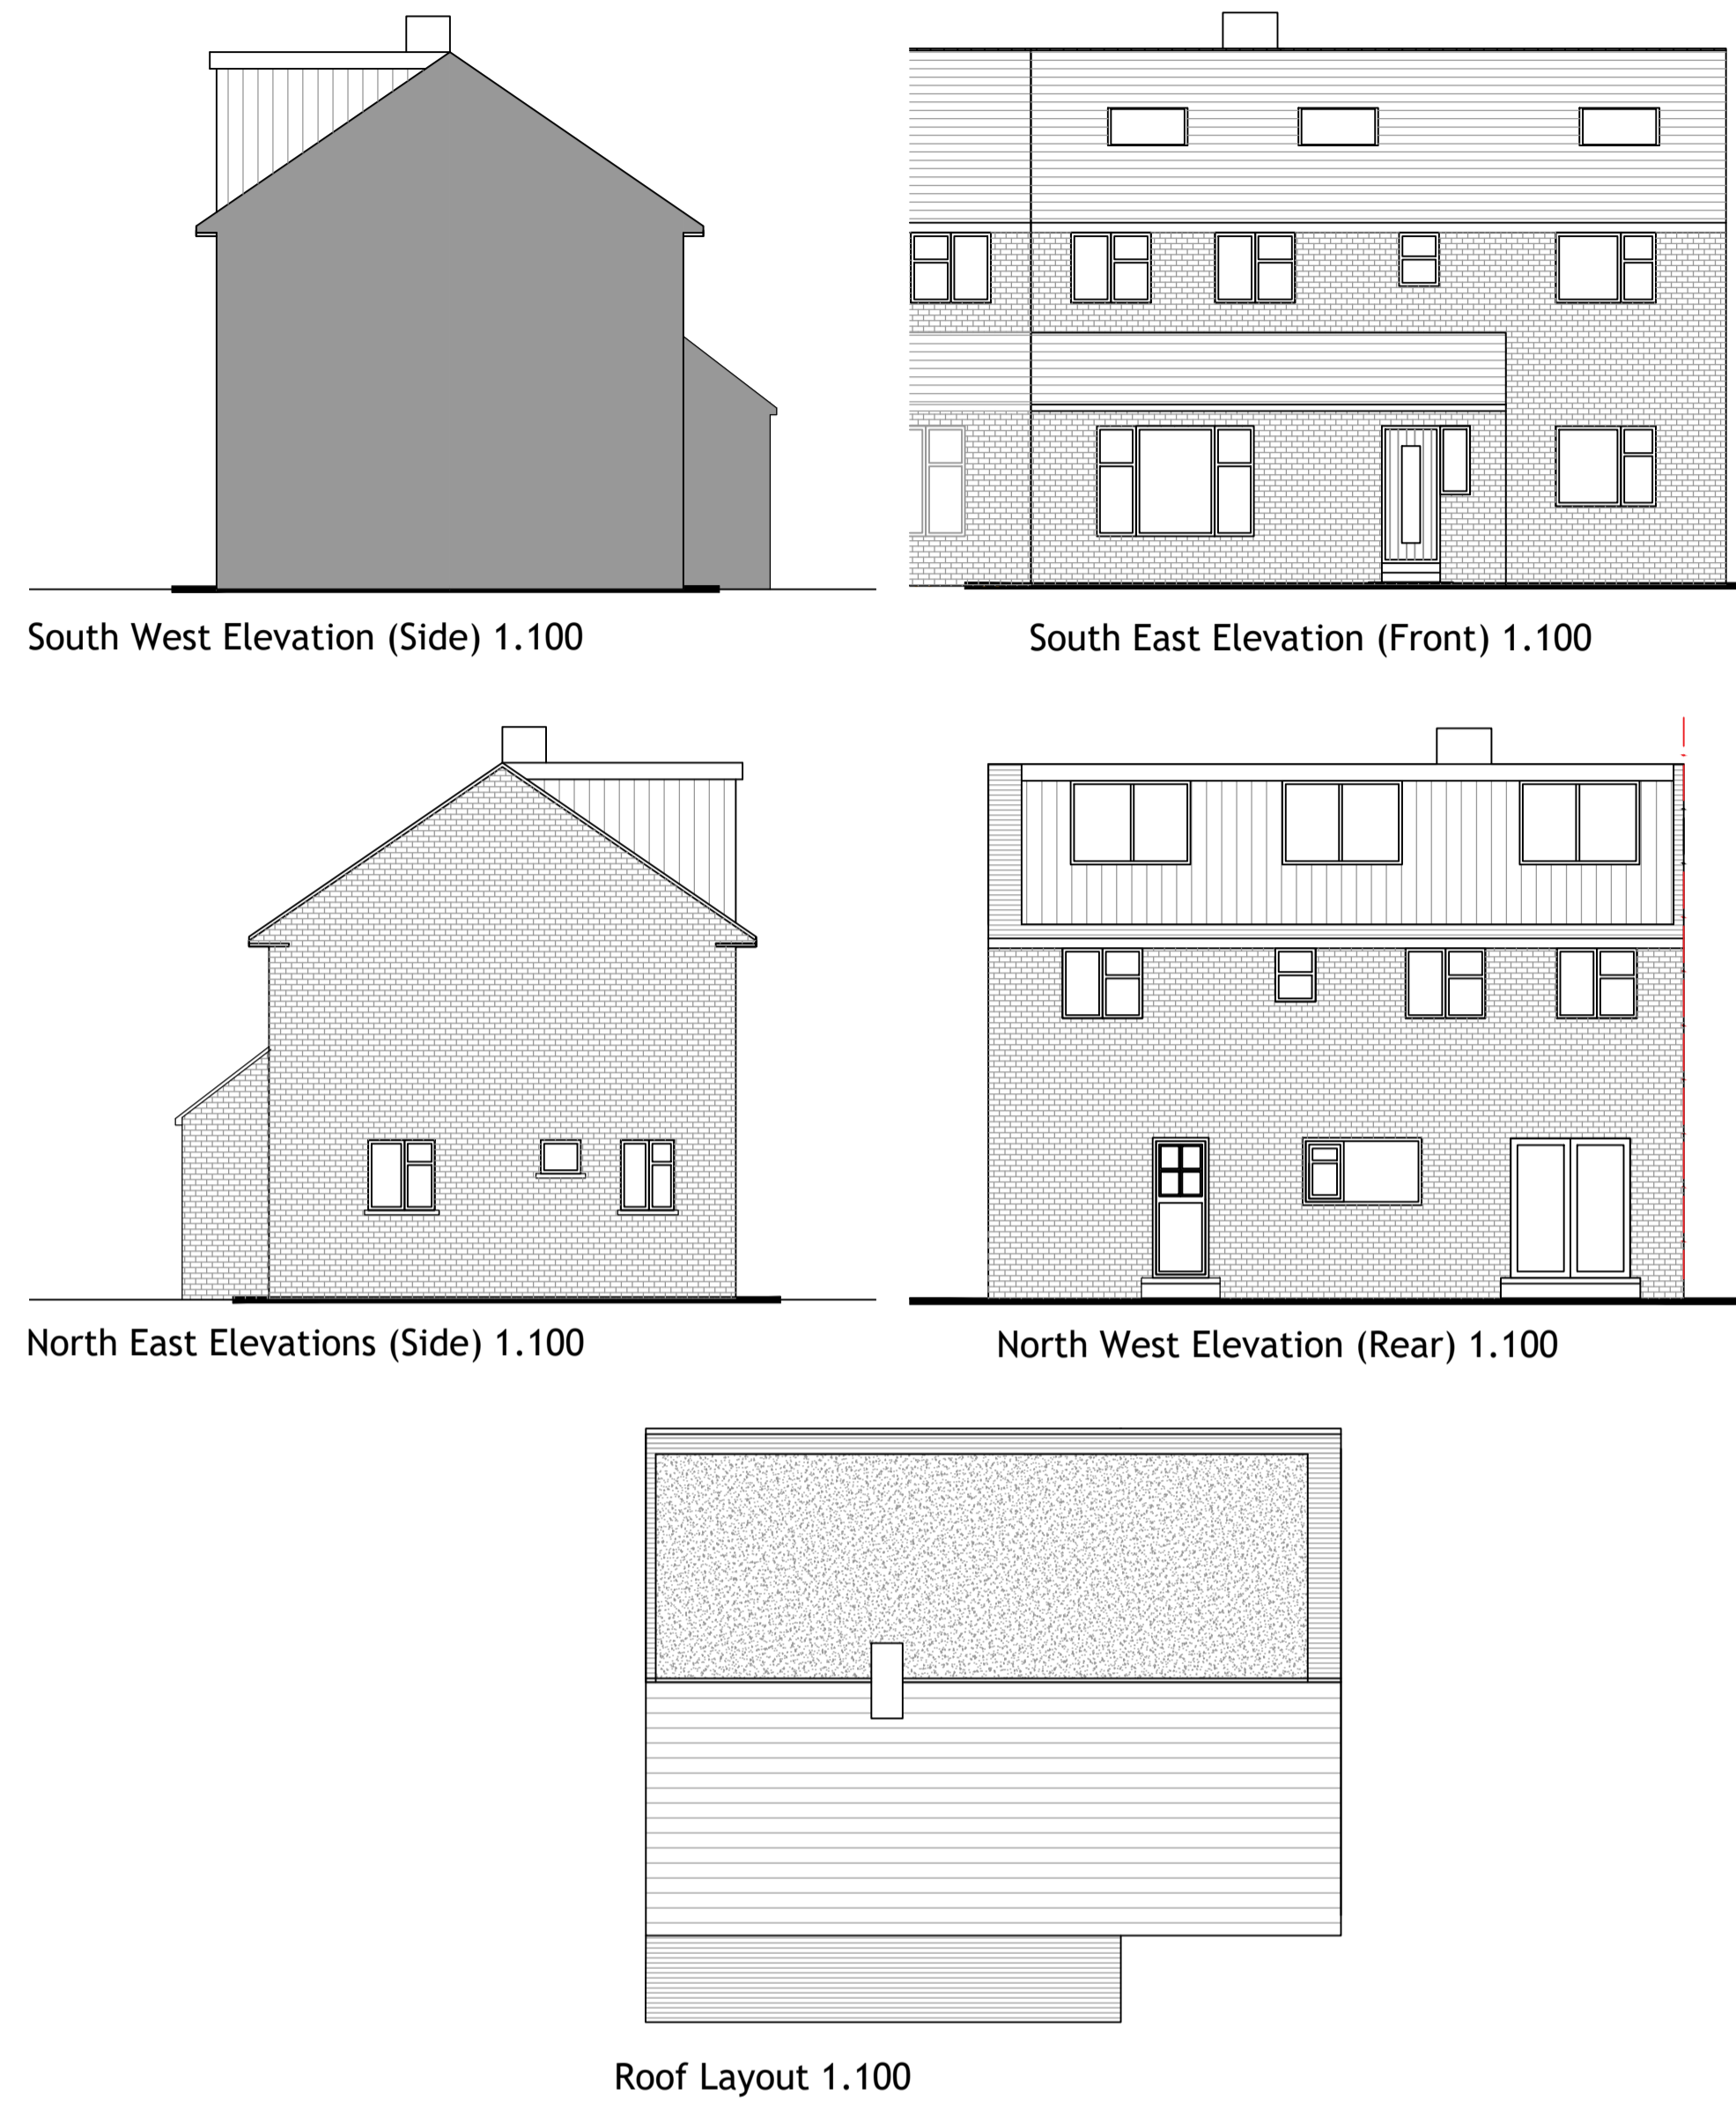 South West Elevation (Side) 1.100
South East Elevation (Front) 1.100
North East Elevations (Side) 1.100
North West Elevation (Rear) 1.100
Roof Layout 1.100